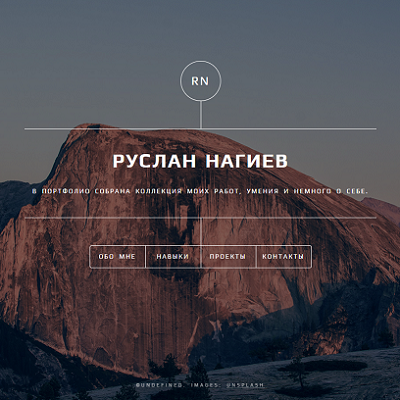 RN
РУСЛАН НАГИЕВ
В ПОРТФОЛИО СОБРАНА КОЛЛЕКЦИЯ МОИХ РАБОТ, УМЕНИЯ И НЕМНОГО О СЕБЕ.
ОБО МНЕ НАВЫКИ ПРОЕКТЫ КОНТАКТЫ
©UNDEFINED. IMAGES: UNSPLASH.